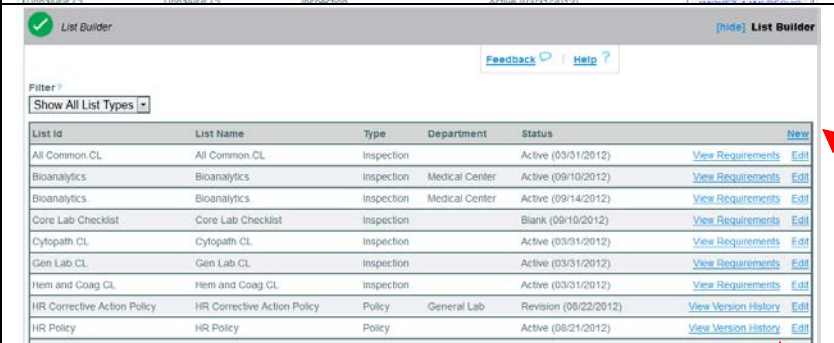 List Builder [hide] List Builder
Feedback | Help ?
Filter ?
Show All List Types
List Id List Name Type Department Status New
All Common.CL All Common.CL Inspection Active (03/31/2012) View Requirements Edit
Bioanalytics Bioanalytics Inspection Medical Center Active (09/10/2012) View Requirements Edit
Bioanalytics. Bioanalytics. Inspection Medical Center Active (09/14/2012) View Requirements Edit
Core Lab Checklist Core Lab Checklist Inspection Blank (09/10/2012) View Requirements Edit
Cytopath.CL Cytopath.CL Inspection Active (03/31/2012) View Requirements Edit
Gen Lab CL Gen Lab CL Inspection Active (03/31/2012) View Requirements Edit
Hem and Coag CL Hem and Coag CL Inspection Active (03/31/2012) View Requirements Edit
HR Corrective Action Policy HR Corrective Action Policy Policy General Lab Revision (06/22/2012) View Version History Edit
HR Policy HR Policy Policy Active (08/21/2012) View Version History Edit